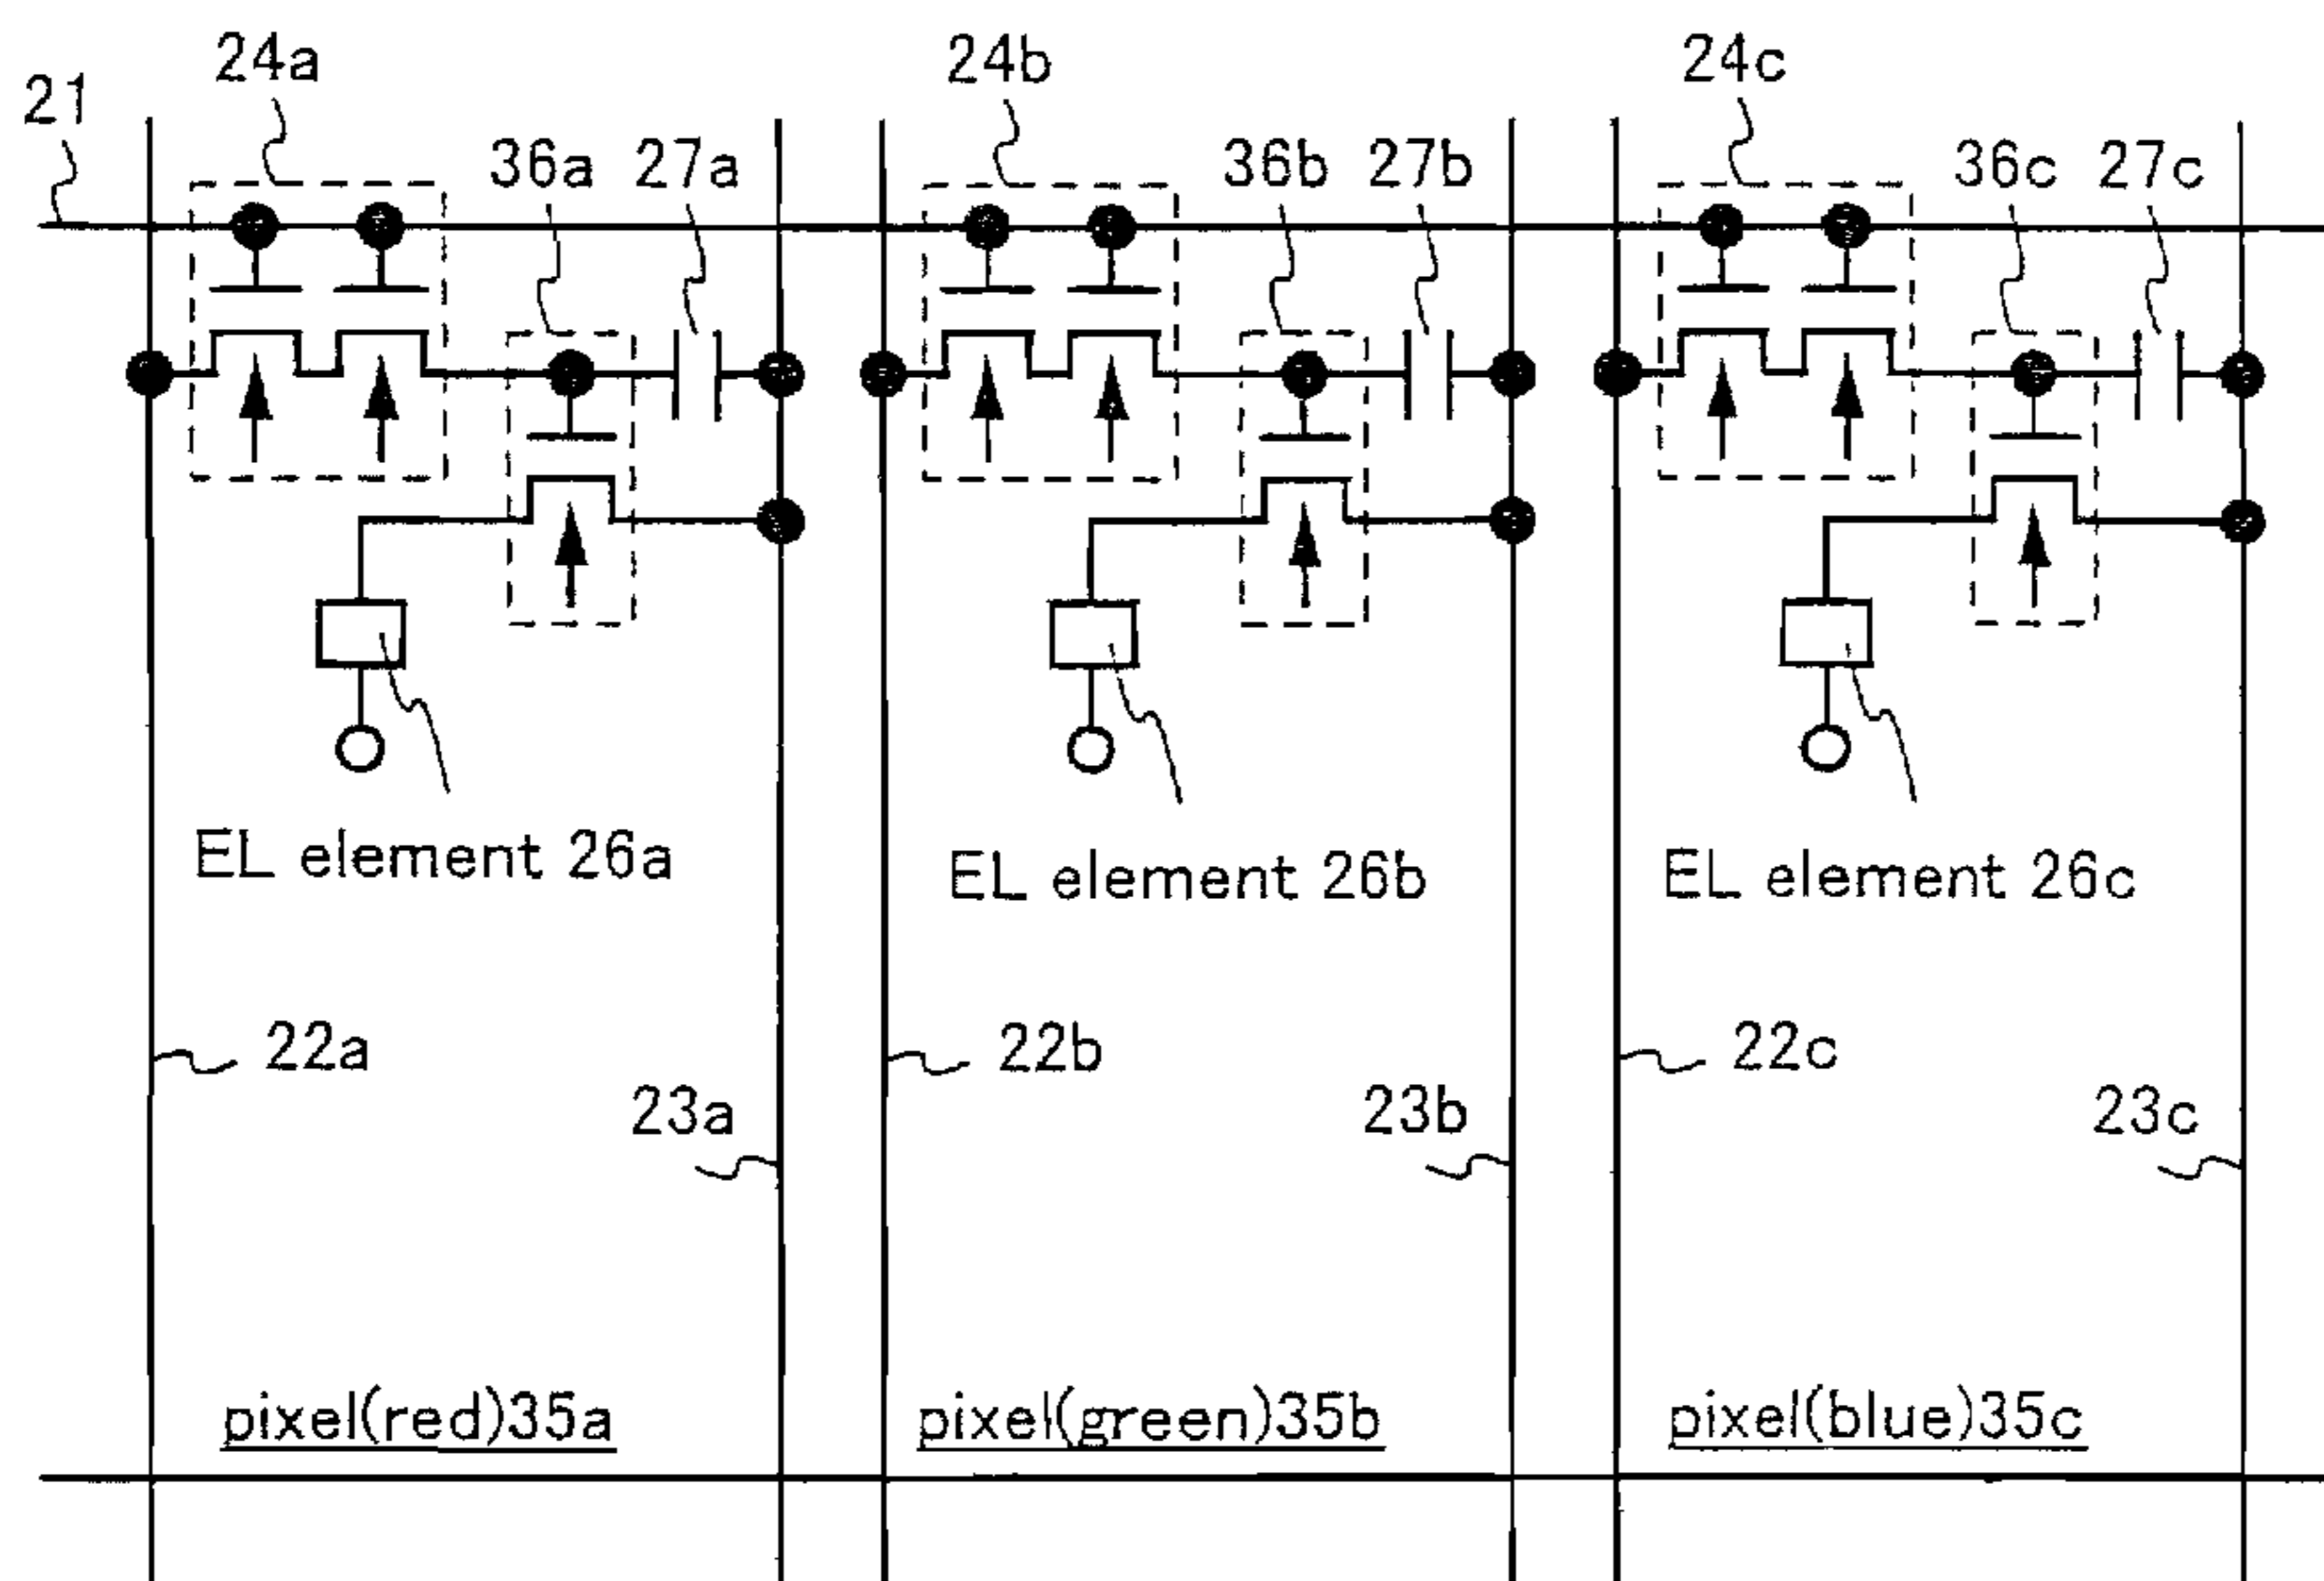 24a
24b
24c
21
36a
27a
36b
27b
36c
27c
EL element 26a
EL element 26b
EL element 26c
22a
22b
22c
23a
23b
23c
pixel(red)35a
pixel(green)35b
pixel(blue)35c